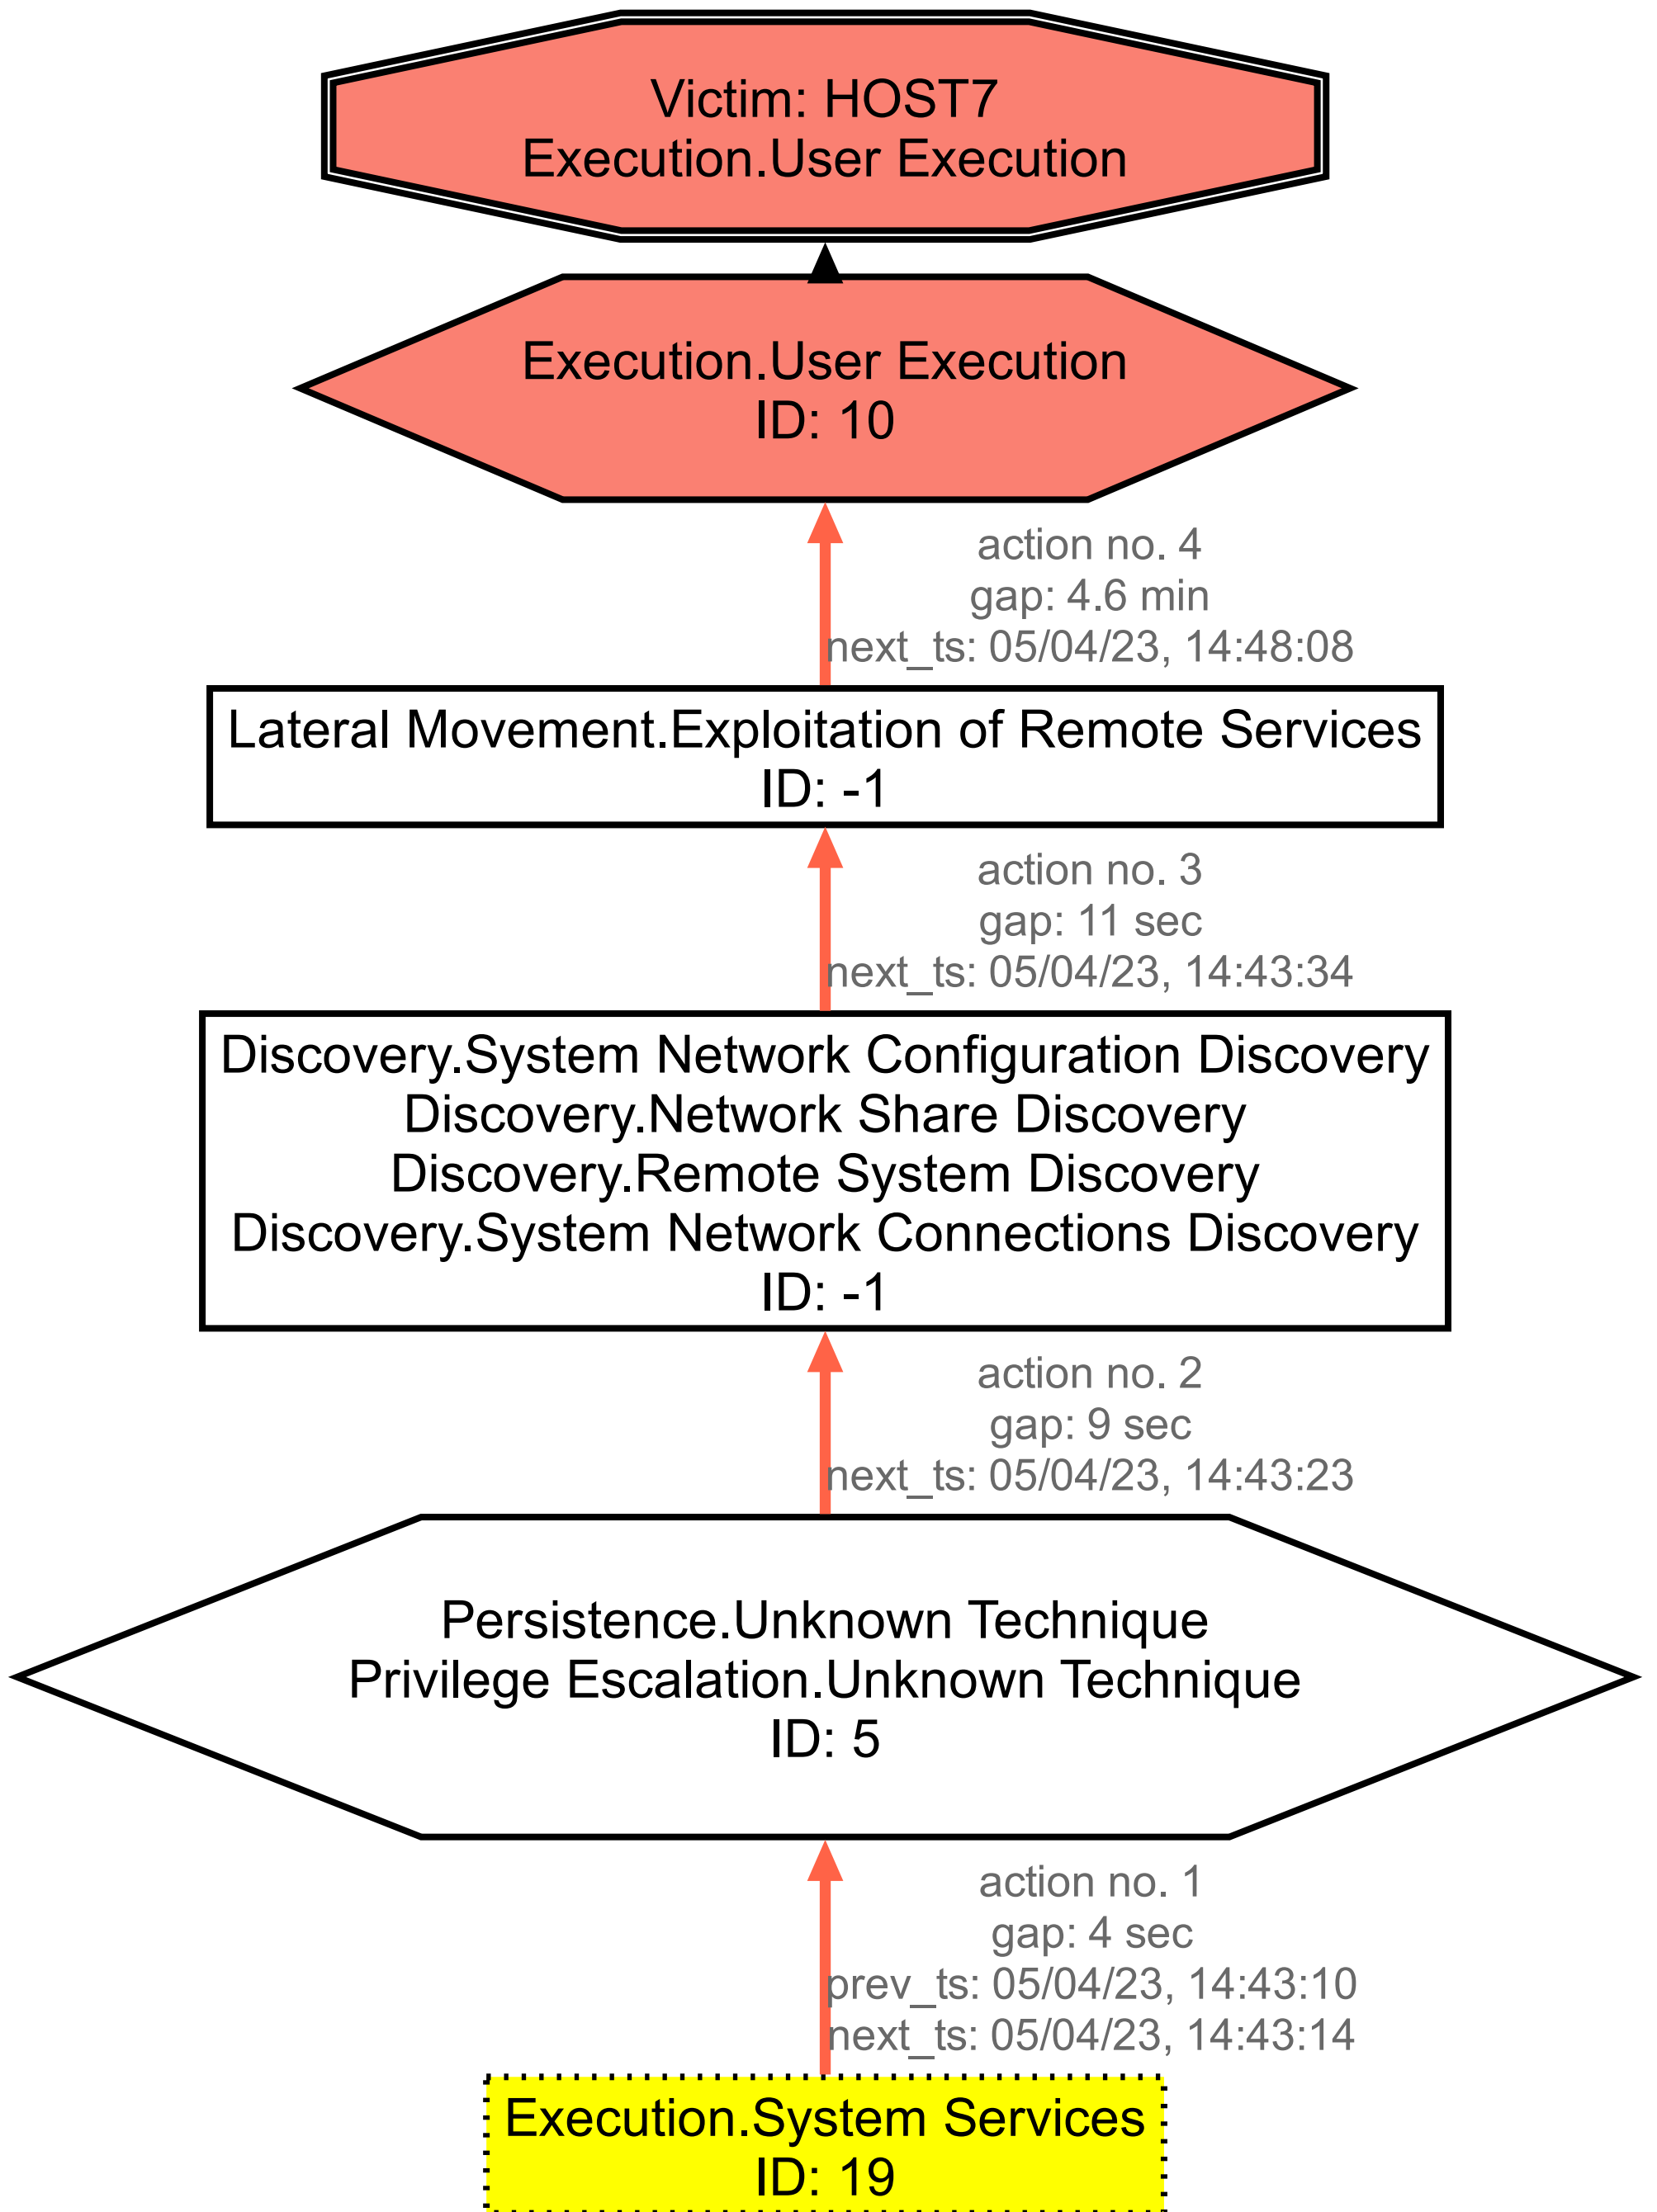 Victim: HOST7
Execution.User Execution
Execution.User Execution
ID: 10
action no. 4
gap: 4.6 min
next_ts: 05/04/23, 14:48:08
Lateral Movement.Exploitation of Remote Services
ID: -1
action no. 3
gap: 11 sec
next_ts: 05/04/23, 14:43:34
Discovery.System Network Configuration Discovery
Discovery.Network Share Discovery
Discovery.Remote System Discovery
Discovery.System Network Connections Discovery
ID: -1
action no. 2
gap: 9 sec
next_ts: 05/04/23, 14:43:23
Persistence.Unknown Technique
Privilege Escalation.Unknown Technique
ID: 5
action no. 1
gap: 4 sec
prev_ts: 05/04/23, 14:43:10
next_ts: 05/04/23, 14:43:14
Execution.System Services
ID: 19